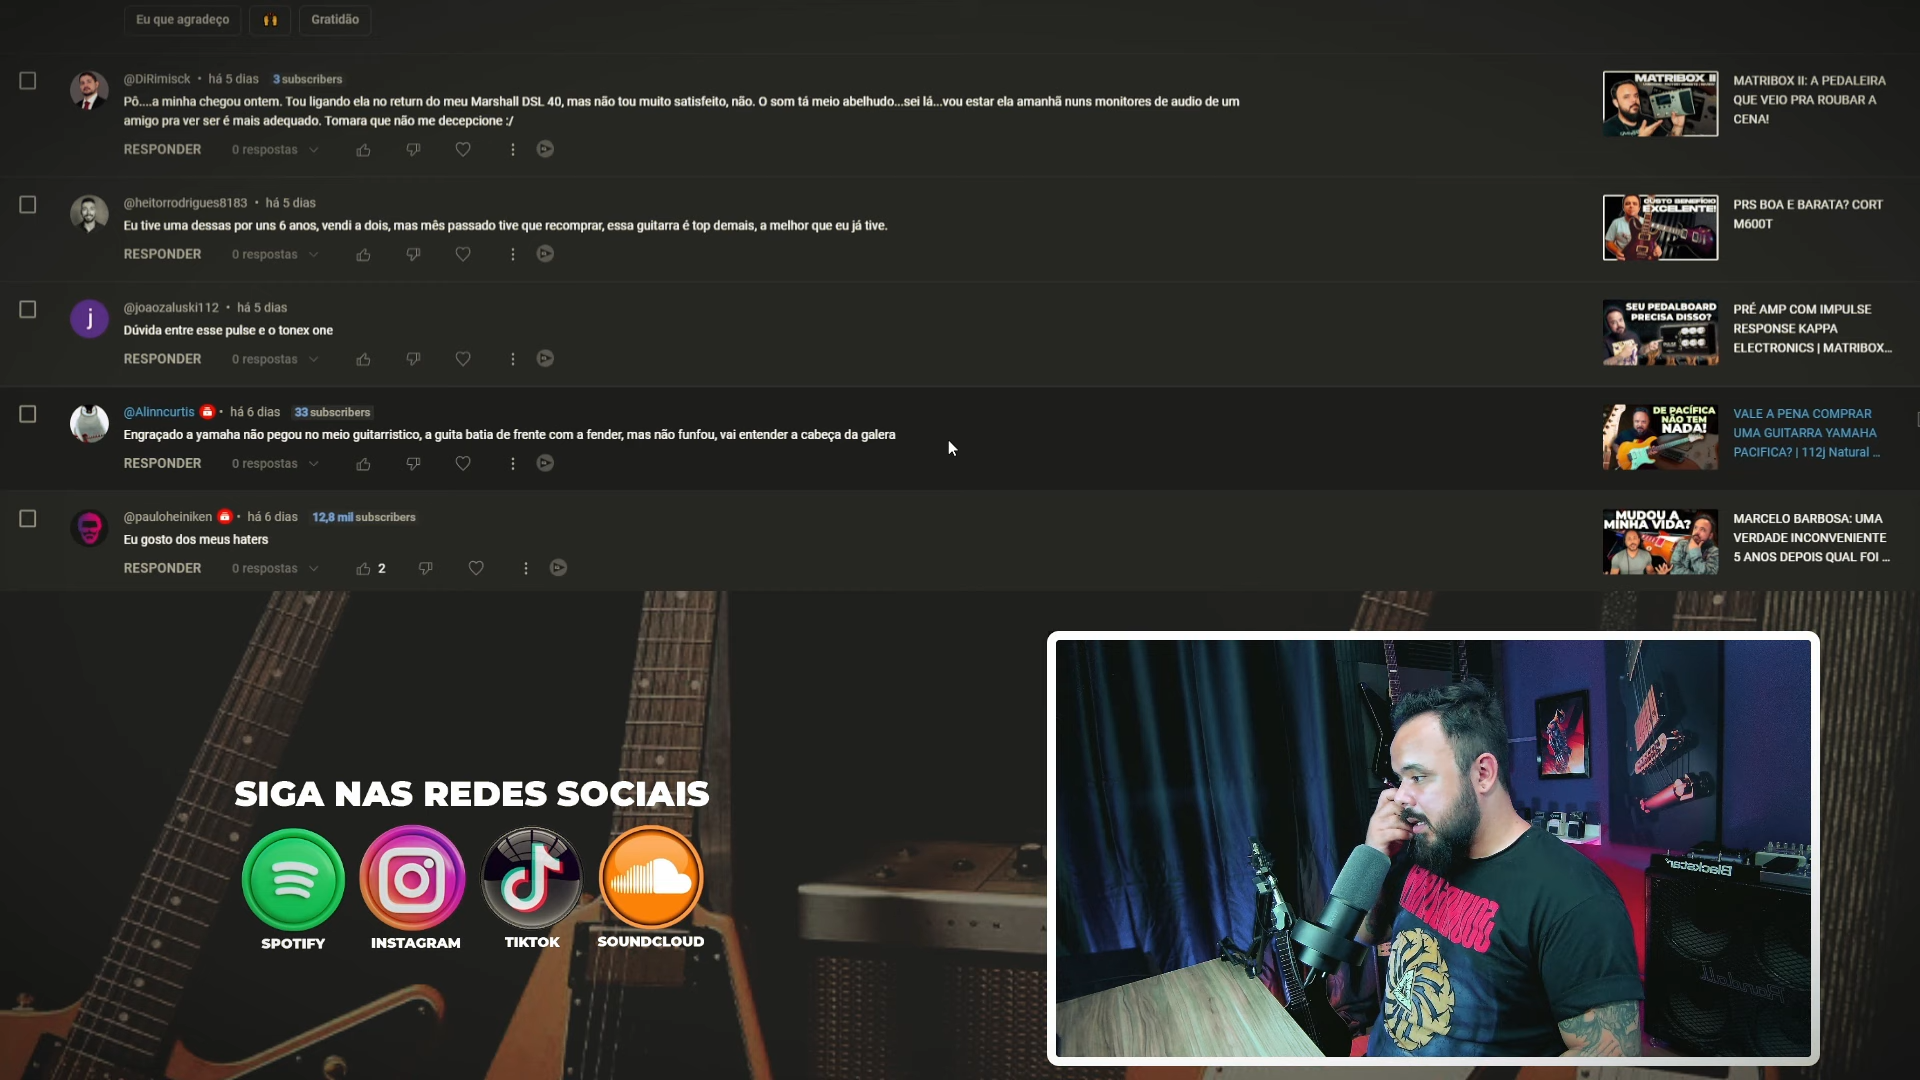 Eu que agradeço
Gratidão
@DiRimisck • há 5 dias 3 subscribers
Pô....a minha chegou ontem. Tou ligando ela no return do meu Marshall DSL 40, mas não tou muito satisfeito, não. O som tá meio abelhudo...sei lá...vou estar ela amanhã nuns monitores de audio de um
amigo pra ver ser é mais adequado. Tomara que não me decepcione :/
RESPONDER 0 respostas
MATRIBOX II
MATRIBOX II: A PEDALEIRA
QUE VEIO PRA ROUBAR A
CENA!
@heitorrodrigues8183 • há 5 dias
Eu tive uma dessas por uns 6 anos, vendi a dois, mas mês passado tive que recomprar, essa guitarra é top demais, a melhor que eu já tive.
RESPONDER 0 respostas
CUSTO BENEFÍCIO
EXCELENTE!
PRS BOA E BARATA? CORT
M600T
j
@joaozaluski112 • há 5 dias
Dúvida entre esse pulse e o tonex one
RESPONDER 0 respostas
SEU PEDALBOARD
PRECISA DISSO?
PRÉ AMP COM IMPULSE
RESPONSE KAPPA
ELECTRONICS | MATRIBOX...
@Alinncurtis • há 6 dias 33 subscribers
Engraçado a yamaha não pegou no meio guitarristico, a guita batia de frente com a fender, mas não funfou, vai entender a cabeça da galera
RESPONDER 0 respostas
DE PACÍFICA
NÃO TEM
NADA!
VALE A PENA COMPRAR
UMA GUITARRA YAMAHA
PACIFICA? | 112j Natural ...
@pauloheiniken • há 6 dias 12,8 mil subscribers
Eu gosto dos meus haters
RESPONDER 0 respostas 2
MUDOU A
MINHA VIDA?
MARCELO BARBOSA: UMA
VERDADE INCONVENIENTE
5 ANOS DEPOIS QUAL FOI ...
SIGA NAS REDES SOCIAIS
SPOTIFY
INSTAGRAM
TIKTOK
SOUNDCLOUD
Blackstar
Randall